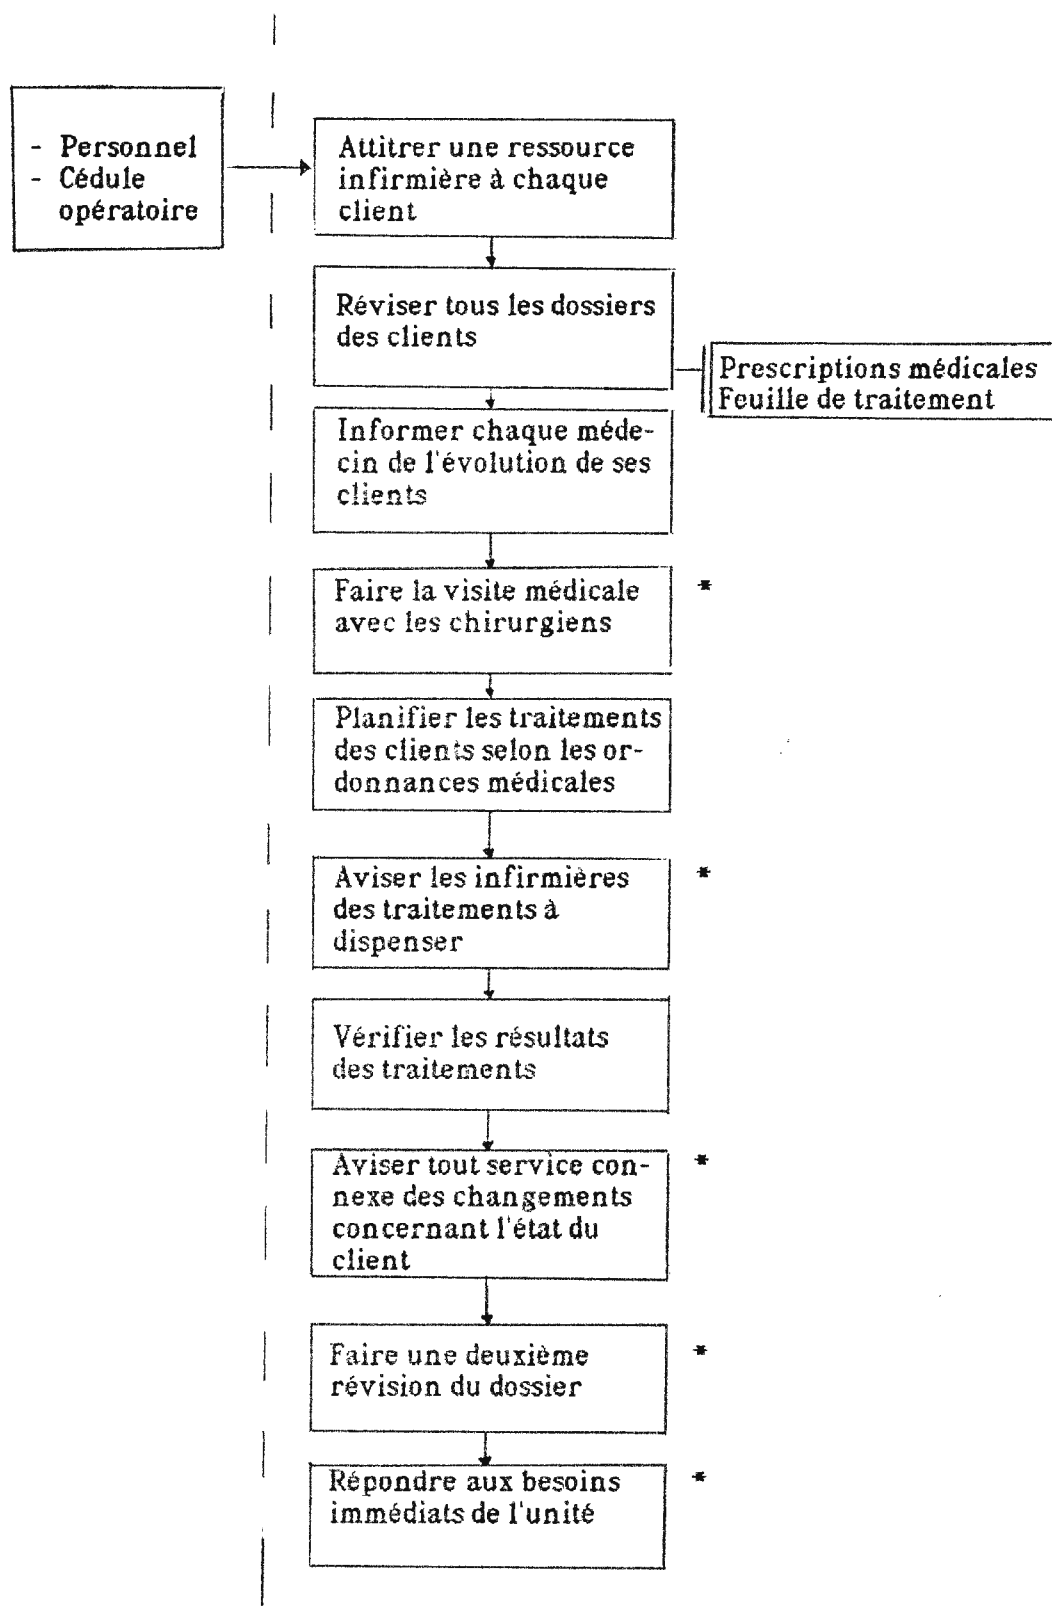 - Personnel
- Cédule
opératoire
Attitrer une ressource
infirmière à chaque
client
Réviser tous les dossiers
des clients
Prescriptions médicales
Feuille de traitement
Informer chaque méde-
cin de l'évolution de ses
clients
Faire la visite médicale
avec les chirurgiens
*
Planifier les traitements
des clients selon les or-
donnances médicales
Aviser les infirmières
des traitements à
dispenser
*
Vérifier les résultats
des traitements
Aviser tout service con-
nexe des changements
concernant l'état du
client
*
Faire une deuxième
révision du dossier
*
Répondre aux besoins
immédiats de l'unité
*